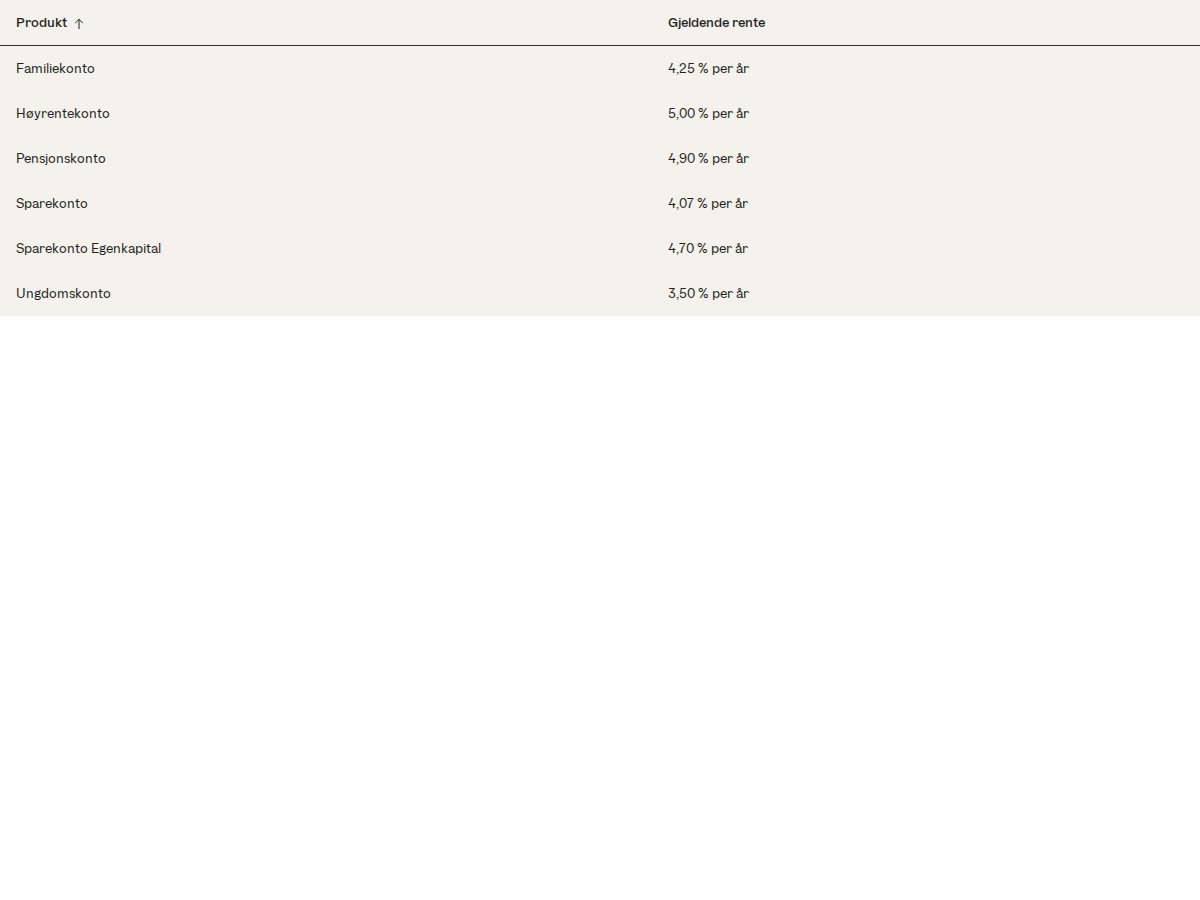 Produkt ↑ Gjeldende rente
Familiekonto 4,25 % per år
Høyrentekonto 5,00 % per år
Pensjonskonto 4,90 % per år
Sparekonto 4,07 % per år
Sparekonto Egenkapital 4,70 % per år
Ungdomskonto 3,50 % per år